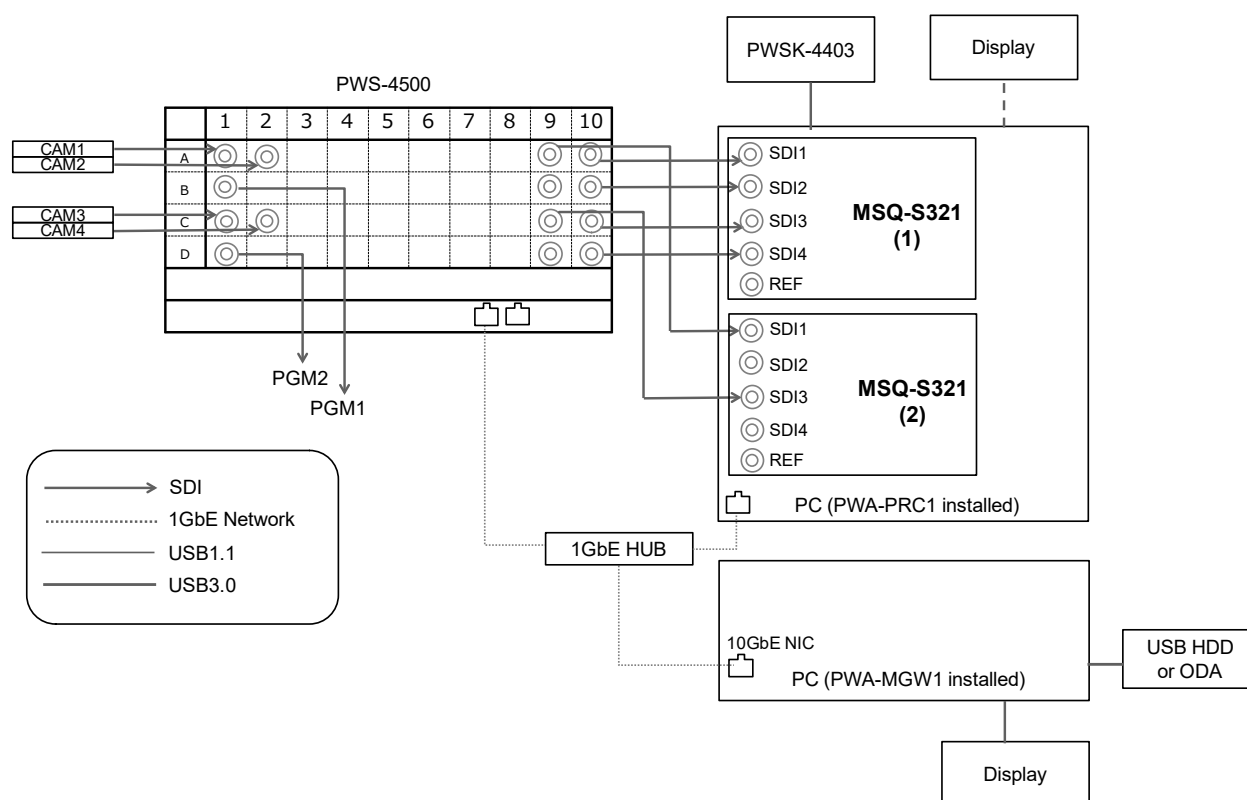 PWSK-4403
Display
PWS-4500
1 2 3 4 5 6 7 8 9 10
CAM1
CAM2
A
B
CAM3
CAM4
C
D
PGM2
PGM1
SDI1
SDI2
SDI3
SDI4
REF
MSQ-S321
(1)
SDI1
SDI2
SDI3
SDI4
REF
MSQ-S321
(2)
PC (PWA-PRC1 installed)
SDI
1GbE Network
USB1.1
USB3.0
1GbE HUB
10GbE NIC
PC (PWA-MGW1 installed)
USB HDD
or ODA
Display